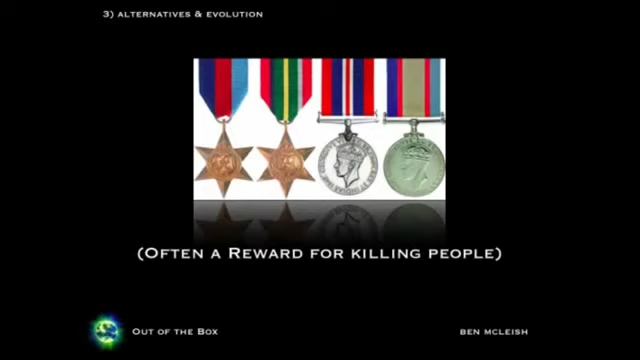 3) ALTERNATIVES & EVOLUTION
(OFTEN A REWARD FOR KILLING PEOPLE)
OUT OF THE BOX
BEN MCLEISH